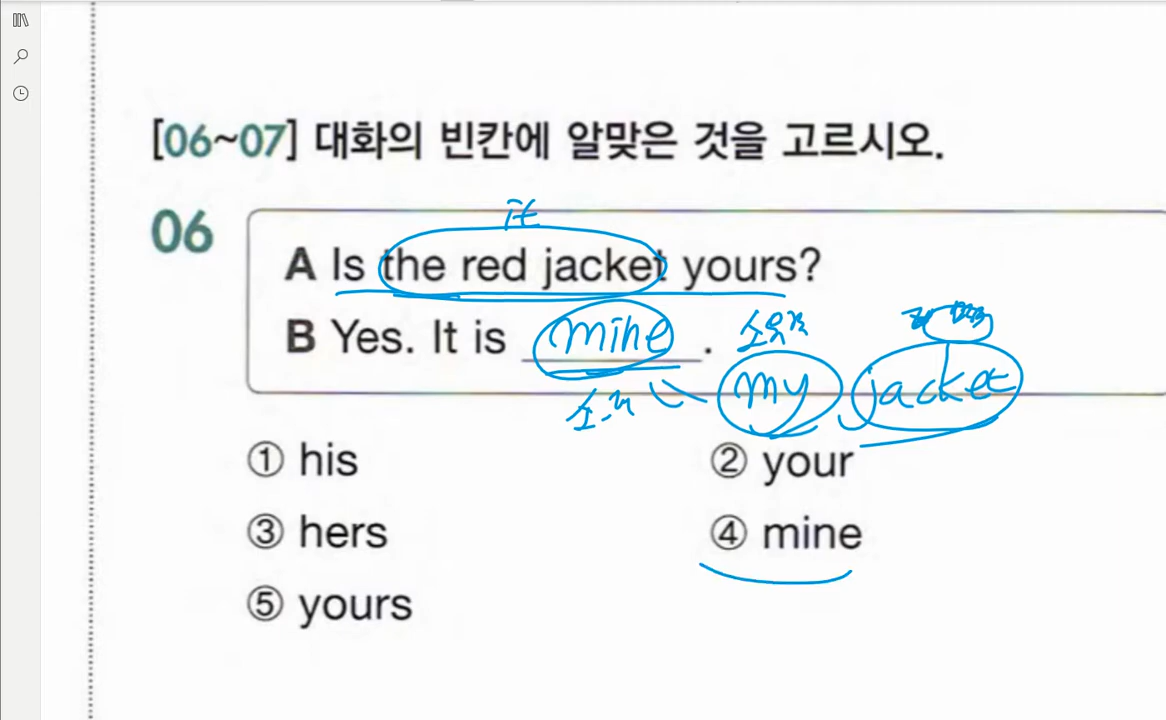 [06~07] 대화의 빈칸에 알맞은 것을 고르시오.
it
06
A Is the red jacket yours?
B Yes. It is mine.
소유격
my jacket
① his
② your
③ hers
④ mine
⑤ yours